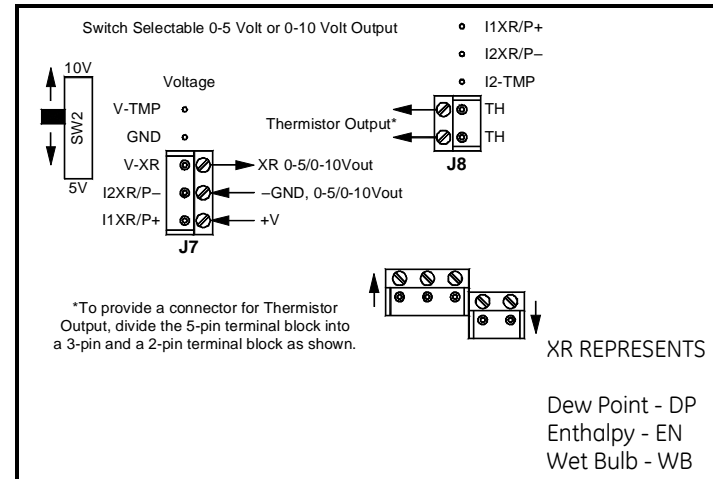 Switch Selectable 0-5 Volt or 0-10 Volt Output
I1XR/P+
I2XR/P–
I2-TMP
TH
TH
J8
10V
SW2
5V
Voltage
V-TMP
GND
V-XR
I2XR/P–
I1XR/P+
J7
Thermistor Output*
XR 0-5/0-10Vout
–GND, 0-5/0-10Vout
+V
*To provide a connector for Thermistor
Output, divide the 5-pin terminal block into
a 3-pin and a 2-pin terminal block as shown.
XR REPRESENTS
Dew Point - DP
Enthalpy - EN
Wet Bulb - WB